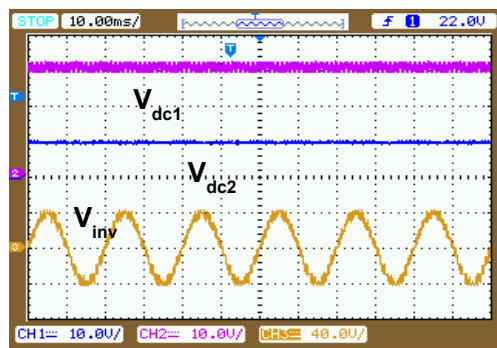 STOP 10.00ms/ T 1 22.0V
T
T
Vdc1
2
Vdc2
Vinv
3
CH1 10.0V/ CH2 10.0V/ CH3 40.0V/